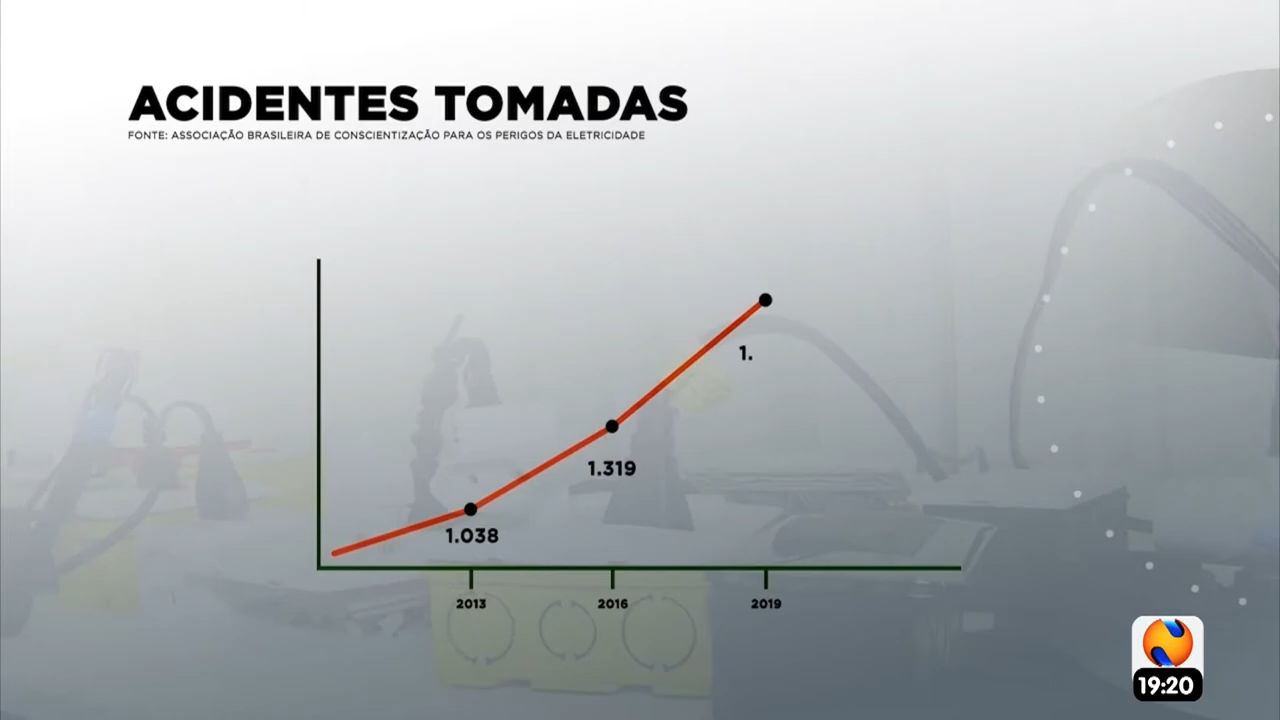 ACIDENTES TOMADAS
FONTE: ASSOCIAÇÃO BRASILEIRA DE CONSCIENTIZAÇÃO PARA OS PERIGOS DA ELETRICIDADE
1.
1.319
1.038
2013 2016 2019
19:20